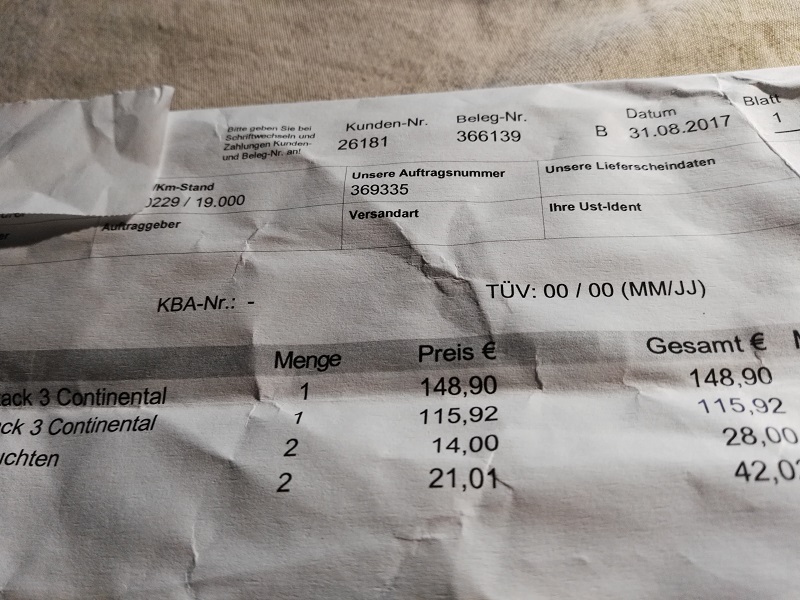 Bitte geben Sie bei
Schriftwechseln und
Zahlungen Kunden-
und Beleg-Nr. an!
Kunden-Nr.
26181
Beleg-Nr.
366139
B
Datum
31.08.2017
Blatt
1
/Km-Stand
0229 / 19.000
Unsere Auftragsnummer
369335
Unsere Lieferscheindaten
Auftraggeber
Versandart
Ihre Ust-Ident
KBA-Nr.: -
TÜV: 00 / 00 (MM/JJ)
Menge Preis € Gesamt €
ack 3 Continental 1 148,90 148,90
ck 3 Continental 1 115,92 115,92
uchten 2 14,00 28,00
2 21,01 42,02